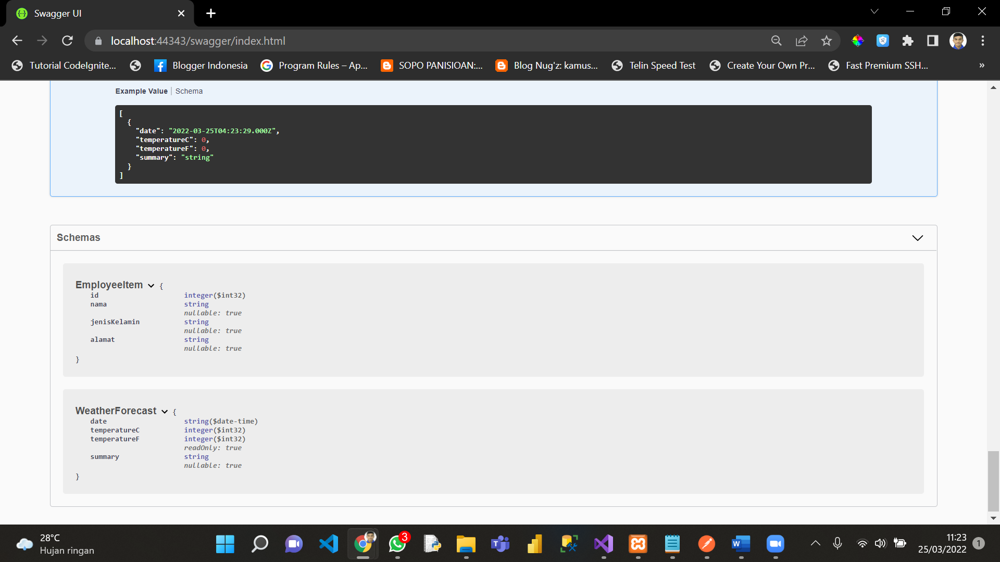 Swagger UI
localhost:44343/swagger/index.html
Tutorial CodeIgnite...
Blogger Indonesia
Program Rules – Ap...
SOPO PANISIOAN:...
Blog Nug'z: kamus...
Telin Speed Test
Create Your Own Pr...
Fast Premium SSH...
»
Example Value | Schema
[
{
"date": "2022-03-25T04:23:29.000Z",
"temperatureC": 0,
"temperatureF": 0,
"summary": "string"
}
]
Schemas
EmployeeItem {
id integer($int32)
nama string
nullable: true
jenisKelamin string
nullable: true
alamat string
nullable: true
}
WeatherForecast {
date string($date-time)
temperatureC integer($int32)
temperatureF integer($int32)
readOnly: true
summary string
nullable: true
}
28°C
Hujan ringan
3
11:23
25/03/2022
1